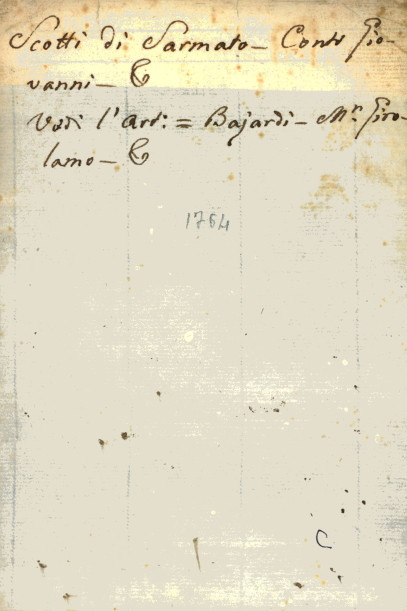 Scotti di Sarmato - Conte Gio-
vanni - &
Vedi l'Art: = Bajardi - Mr. Giro-
lamo - &
1764